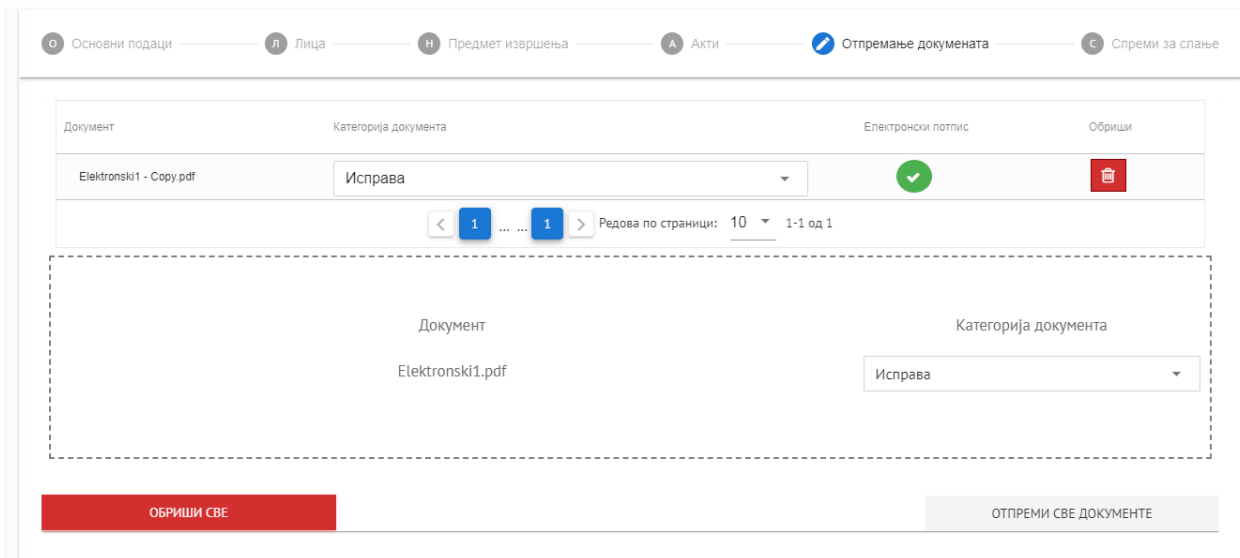 О Основни подаци Л Лица Н Предмет извршења А Акти Отпремање докумената С Спреми за слање
Документ Категорија документа Електронски потпис Обриши
Elektronski1 - Copy.pdf Исправа
1 ... ... 1 Редова по страници: 10 1-1 од 1
Документ Категорија документа
Elektronski1.pdf Исправа
ОБРИШИ СВЕ ОТПРЕМИ СВЕ ДОКУМЕНТЕ